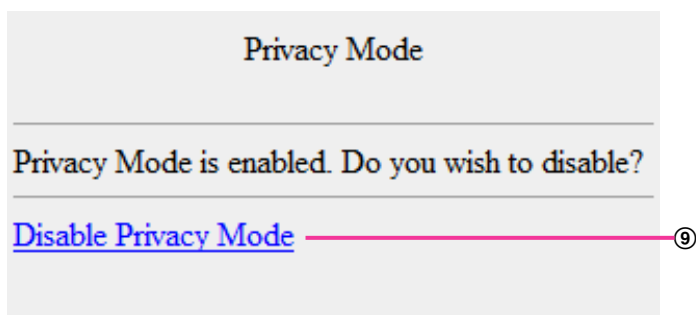 Privacy Mode
Privacy Mode is enabled. Do you wish to disable?
Disable Privacy Mode
⑨